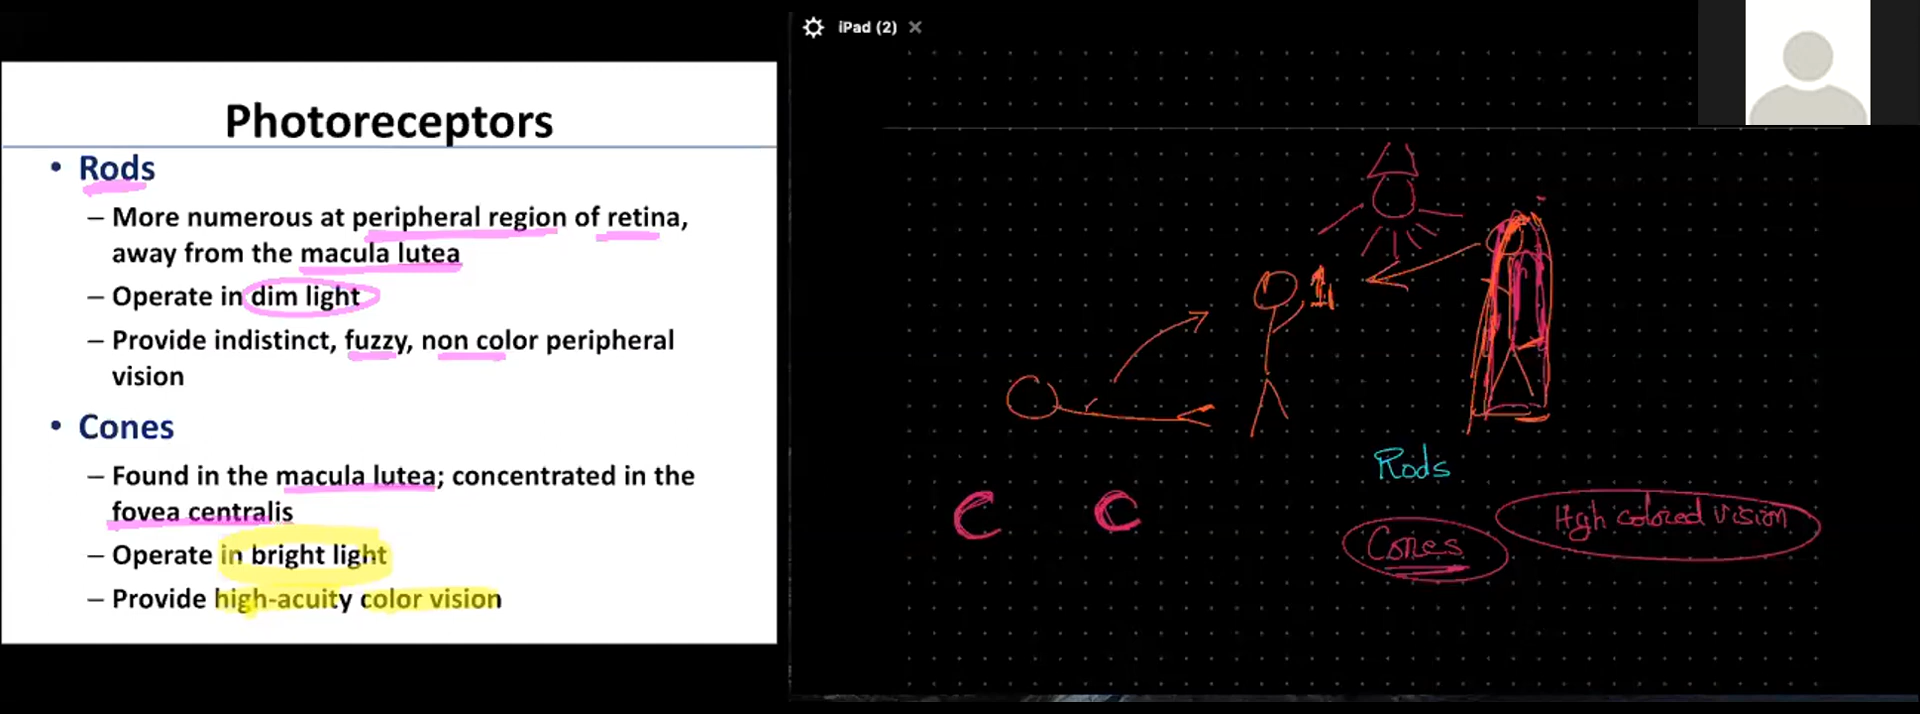 Photoreceptors
• Rods
– More numerous at peripheral region of retina,
away from the macula lutea
– Operate in dim light
– Provide indistinct, fuzzy, non color peripheral
vision
• Cones
– Found in the macula lutea; concentrated in the
fovea centralis
– Operate in bright light
– Provide high-acuity color vision
iPad (2)
1
Rods
C C
Cones
High colored vision